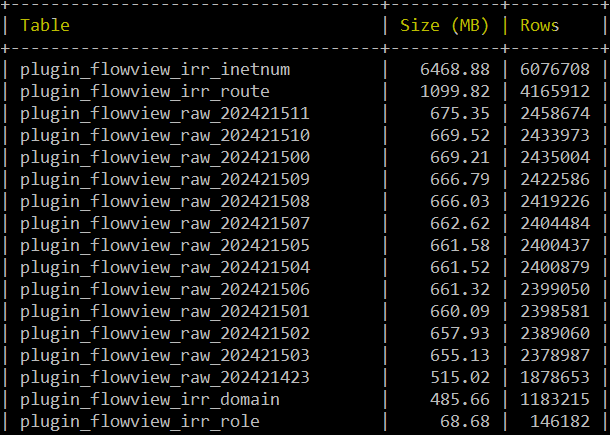 +-----------------------------------+-----------+---------+
| Table | Size (MB) | Rows |
+-----------------------------------+-----------+---------+
| plugin_flowview_irr_inetnum | 6468.88 | 6076708 |
| plugin_flowview_irr_route | 1099.82 | 4165912 |
| plugin_flowview_raw_202421511 | 675.35 | 2458674 |
| plugin_flowview_raw_202421510 | 669.52 | 2433973 |
| plugin_flowview_raw_202421500 | 669.21 | 2435004 |
| plugin_flowview_raw_202421509 | 666.79 | 2422586 |
| plugin_flowview_raw_202421508 | 666.03 | 2419226 |
| plugin_flowview_raw_202421507 | 662.62 | 2404484 |
| plugin_flowview_raw_202421505 | 661.58 | 2400437 |
| plugin_flowview_raw_202421504 | 661.52 | 2400879 |
| plugin_flowview_raw_202421506 | 661.32 | 2399050 |
| plugin_flowview_raw_202421501 | 660.09 | 2398581 |
| plugin_flowview_raw_202421502 | 657.93 | 2389060 |
| plugin_flowview_raw_202421503 | 655.13 | 2378987 |
| plugin_flowview_raw_202421423 | 515.02 | 1878653 |
| plugin_flowview_irr_domain | 485.66 | 1183215 |
| plugin_flowview_irr_role | 68.68 | 146182 |